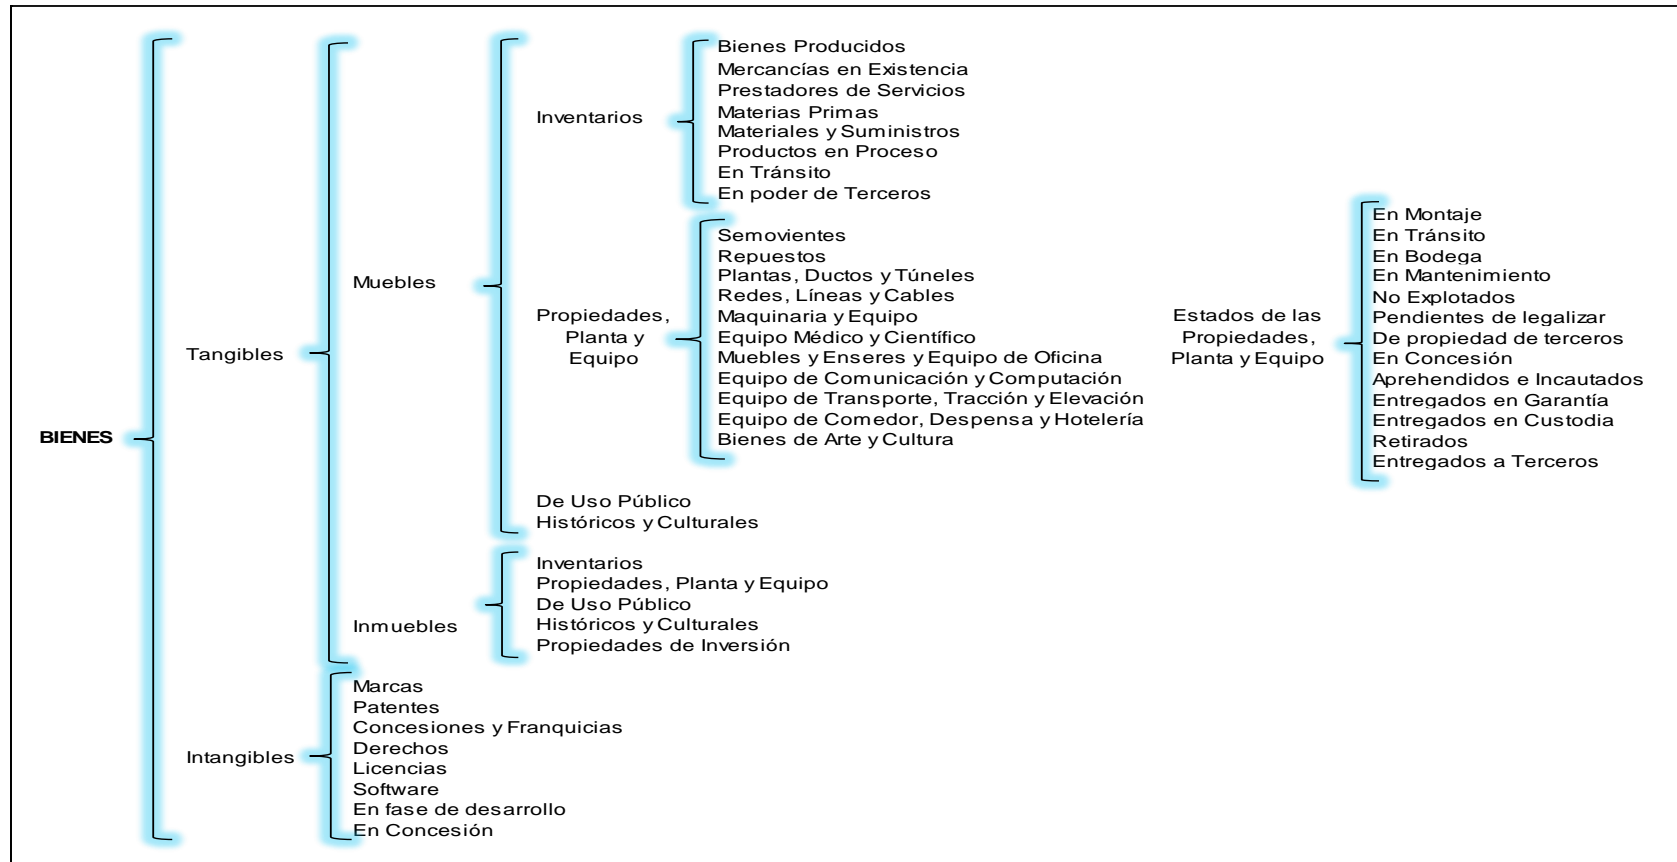 BIENES
Tangibles
Muebles
Inventarios
Bienes Producidos
Mercancías en Existencia
Prestadores de Servicios
Materias Primas
Materiales y Suministros
Productos en Proceso
En Tránsito
En poder de Terceros
Propiedades,
Planta y
Equipo
Semovientes
Repuestos
Plantas, Ductos y Túneles
Redes, Líneas y Cables
Maquinaria y Equipo
Equipo Médico y Científico
Muebles y Enseres y Equipo de Oficina
Equipo de Comunicación y Computación
Equipo de Transporte, Tracción y Elevación
Equipo de Comedor, Despensa y Hotelería
Bienes de Arte y Cultura
De Uso Público
Históricos y Culturales
Inmuebles
Inventarios
Propiedades, Planta y Equipo
De Uso Público
Históricos y Culturales
Propiedades de Inversión
Intangibles
Marcas
Patentes
Concesiones y Franquicias
Derechos
Licencias
Software
En fase de desarrollo
En Concesión
Estados de las
Propiedades,
Planta y Equipo
En Montaje
En Tránsito
En Bodega
En Mantenimiento
No Explotados
Pendientes de legalizar
De propiedad de terceros
En Concesión
Aprehendidos e Incautados
Entregados en Garantía
Entregados en Custodia
Retirados
Entregados a Terceros